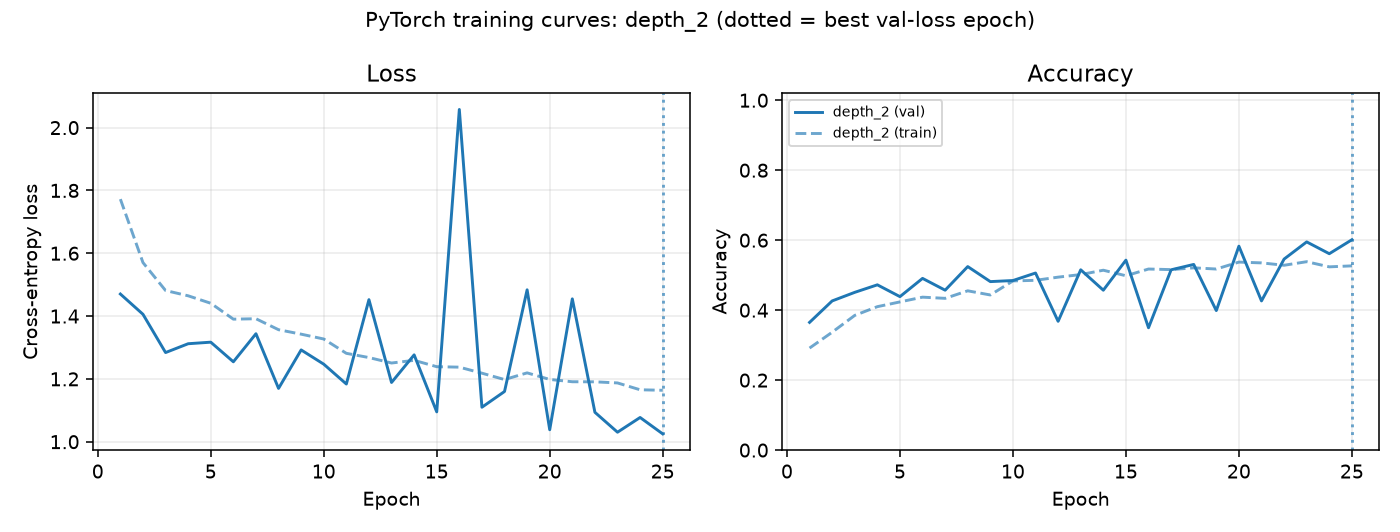 PyTorch training curves: depth_2 (dotted = best val-loss epoch)
Loss
Cross-entropy loss
2.0
1.8
1.6
1.4
1.2
1.0
0 5 10 15 20 25
Epoch
Accuracy
depth_2 (val)
depth_2 (train)
Accuracy
1.0
0.8
0.6
0.4
0.2
0.0
0 5 10 15 20 25
Epoch